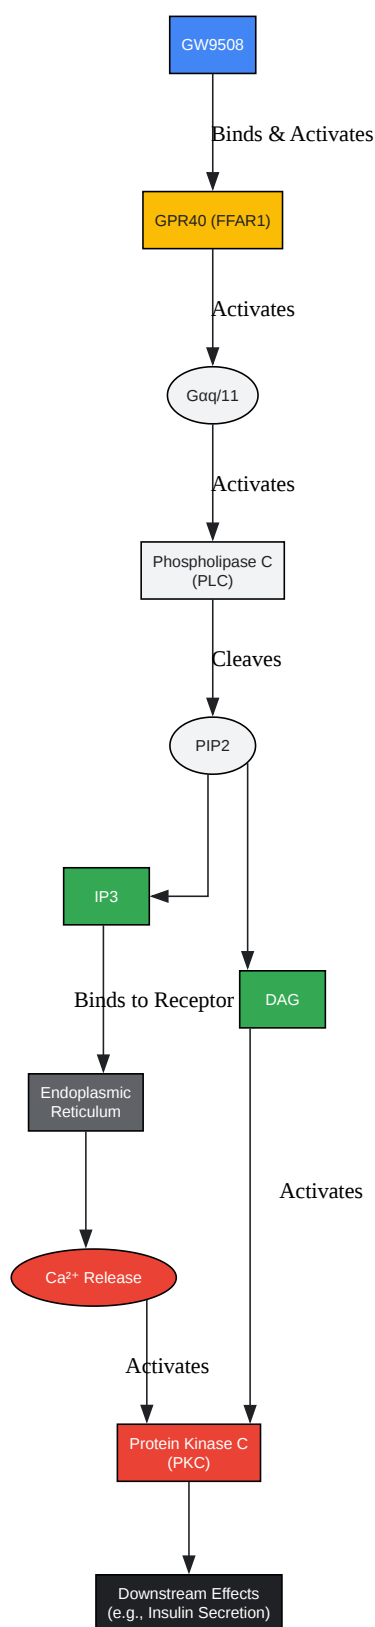 GW9508
Binds & Activates
GPR40 (FFAR1)
Activates
Gαq/11
Activates
Phospholipase C
(PLC)
Cleaves
PIP2
IP3
Binds to Receptor
DAG
Endoplasmic
Reticulum
Activates
Ca²⁺ Release
Activates
Protein Kinase C
(PKC)
Downstream Effects
(e.g., Insulin Secretion)